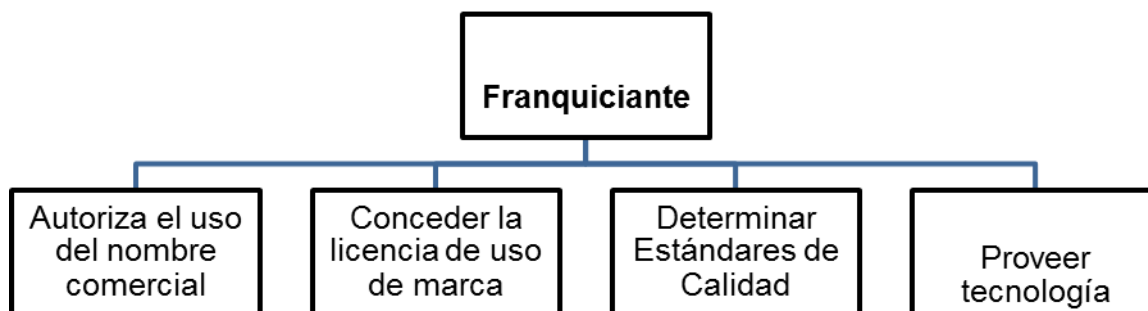 Franquiciante
Autoriza el uso
del nombre
comercial
Conceder la
licencia de uso
de marca
Determinar
Estándares de
Calidad
Proveer
tecnología